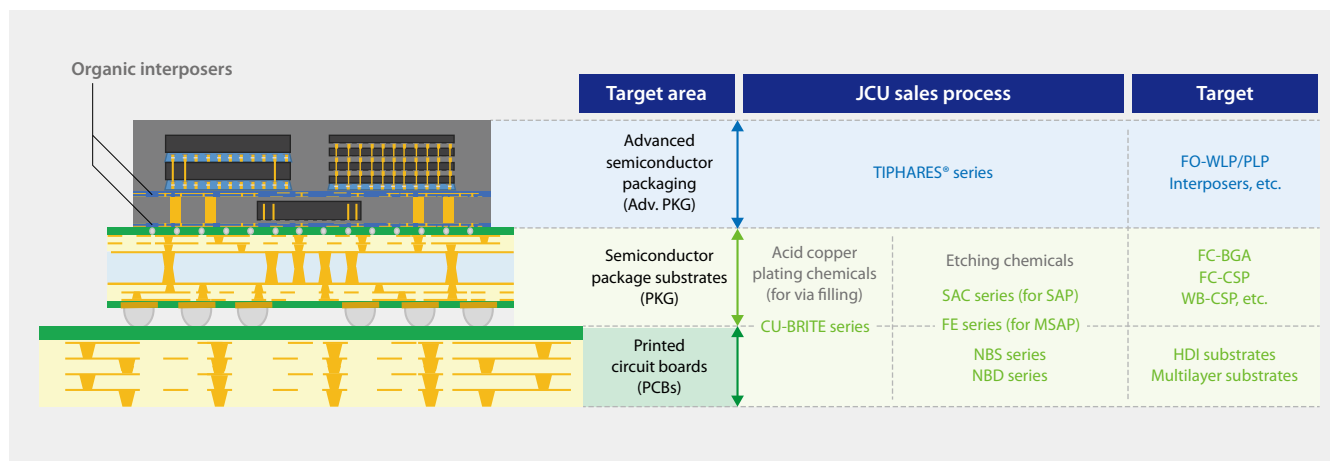 Organic interposers
Target area
JCU sales process
Target
Advanced
semiconductor
packaging
(Adv. PKG)
TIPHARES® series
FO-WLP/PLP
Interposers, etc.
Semiconductor
package substrates
(PKG)
Acid copper
plating chemicals
(for via filling)
CU-BRITE series
Etching chemicals
SAC series (for SAP)
FE series (for MSAP)
FC-BGA
FC-CSP
WB-CSP, etc.
Printed
circuit boards
(PCBs)
NBS series
NBD series
HDI substrates
Multilayer substrates